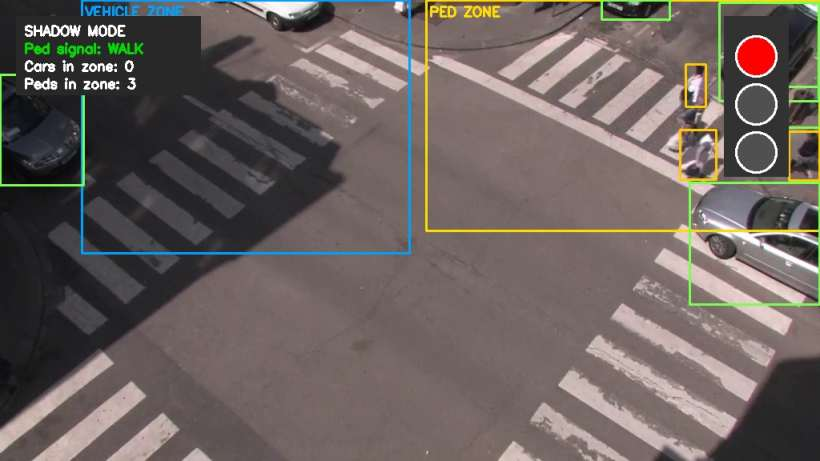 VEHICLE ZONE
PED ZONE
SHADOW MODE
Ped signal: WALK
Cars in zone: 0
Peds in zone: 3